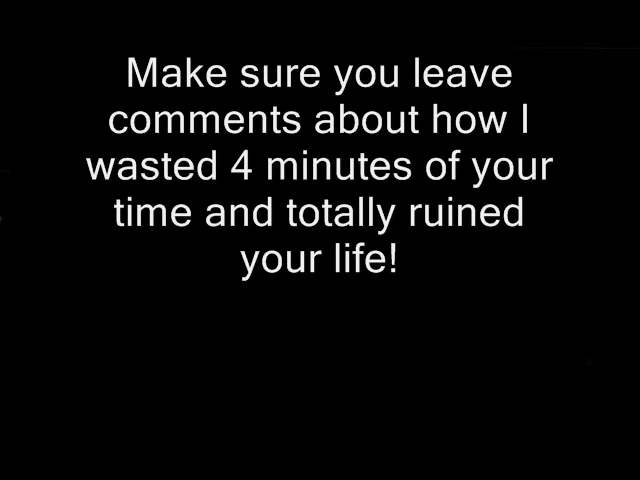 Make sure you leave
comments about how I
wasted 4 minutes of your
time and totally ruined
your life!